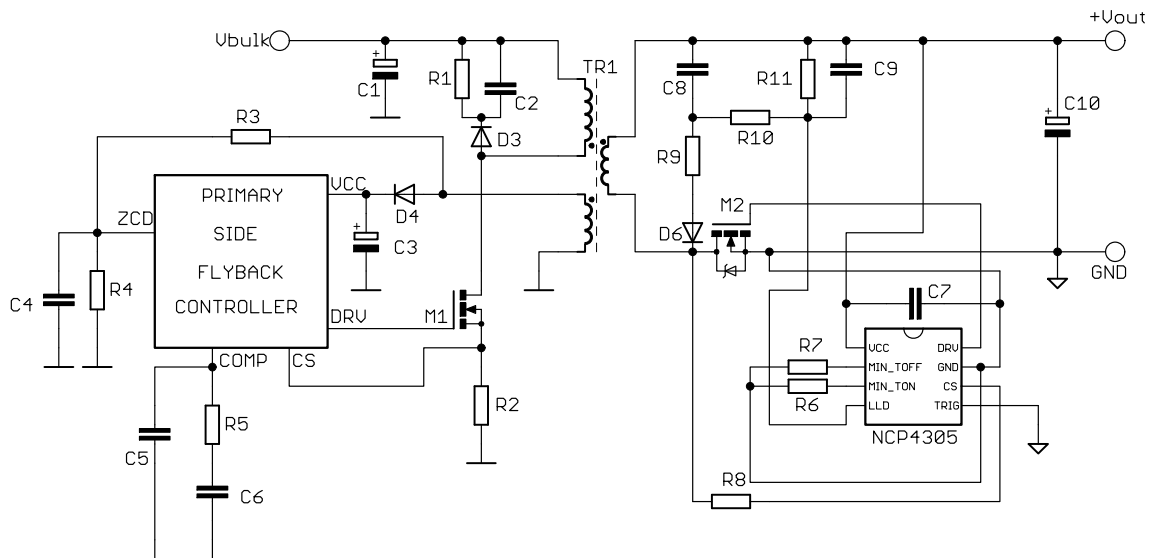 +Vout
Vbulk
+
C1
R1
C2
TR1
C8
R11
C9
+
C10
R3
D3
R10
R9
PRIMARY
SIDE
FLYBACK
CONTROLLER
VCC
D4
ZCD
+
C3
M2
D6
GND
C4
R4
DRV
M1
C7
COMP
CS
R7
R6
VCC
MIN_TOFF
MIN_TON
LLD
DRV
GND
CS
TRIG
NCP4305
R2
R5
C5
C6
R8